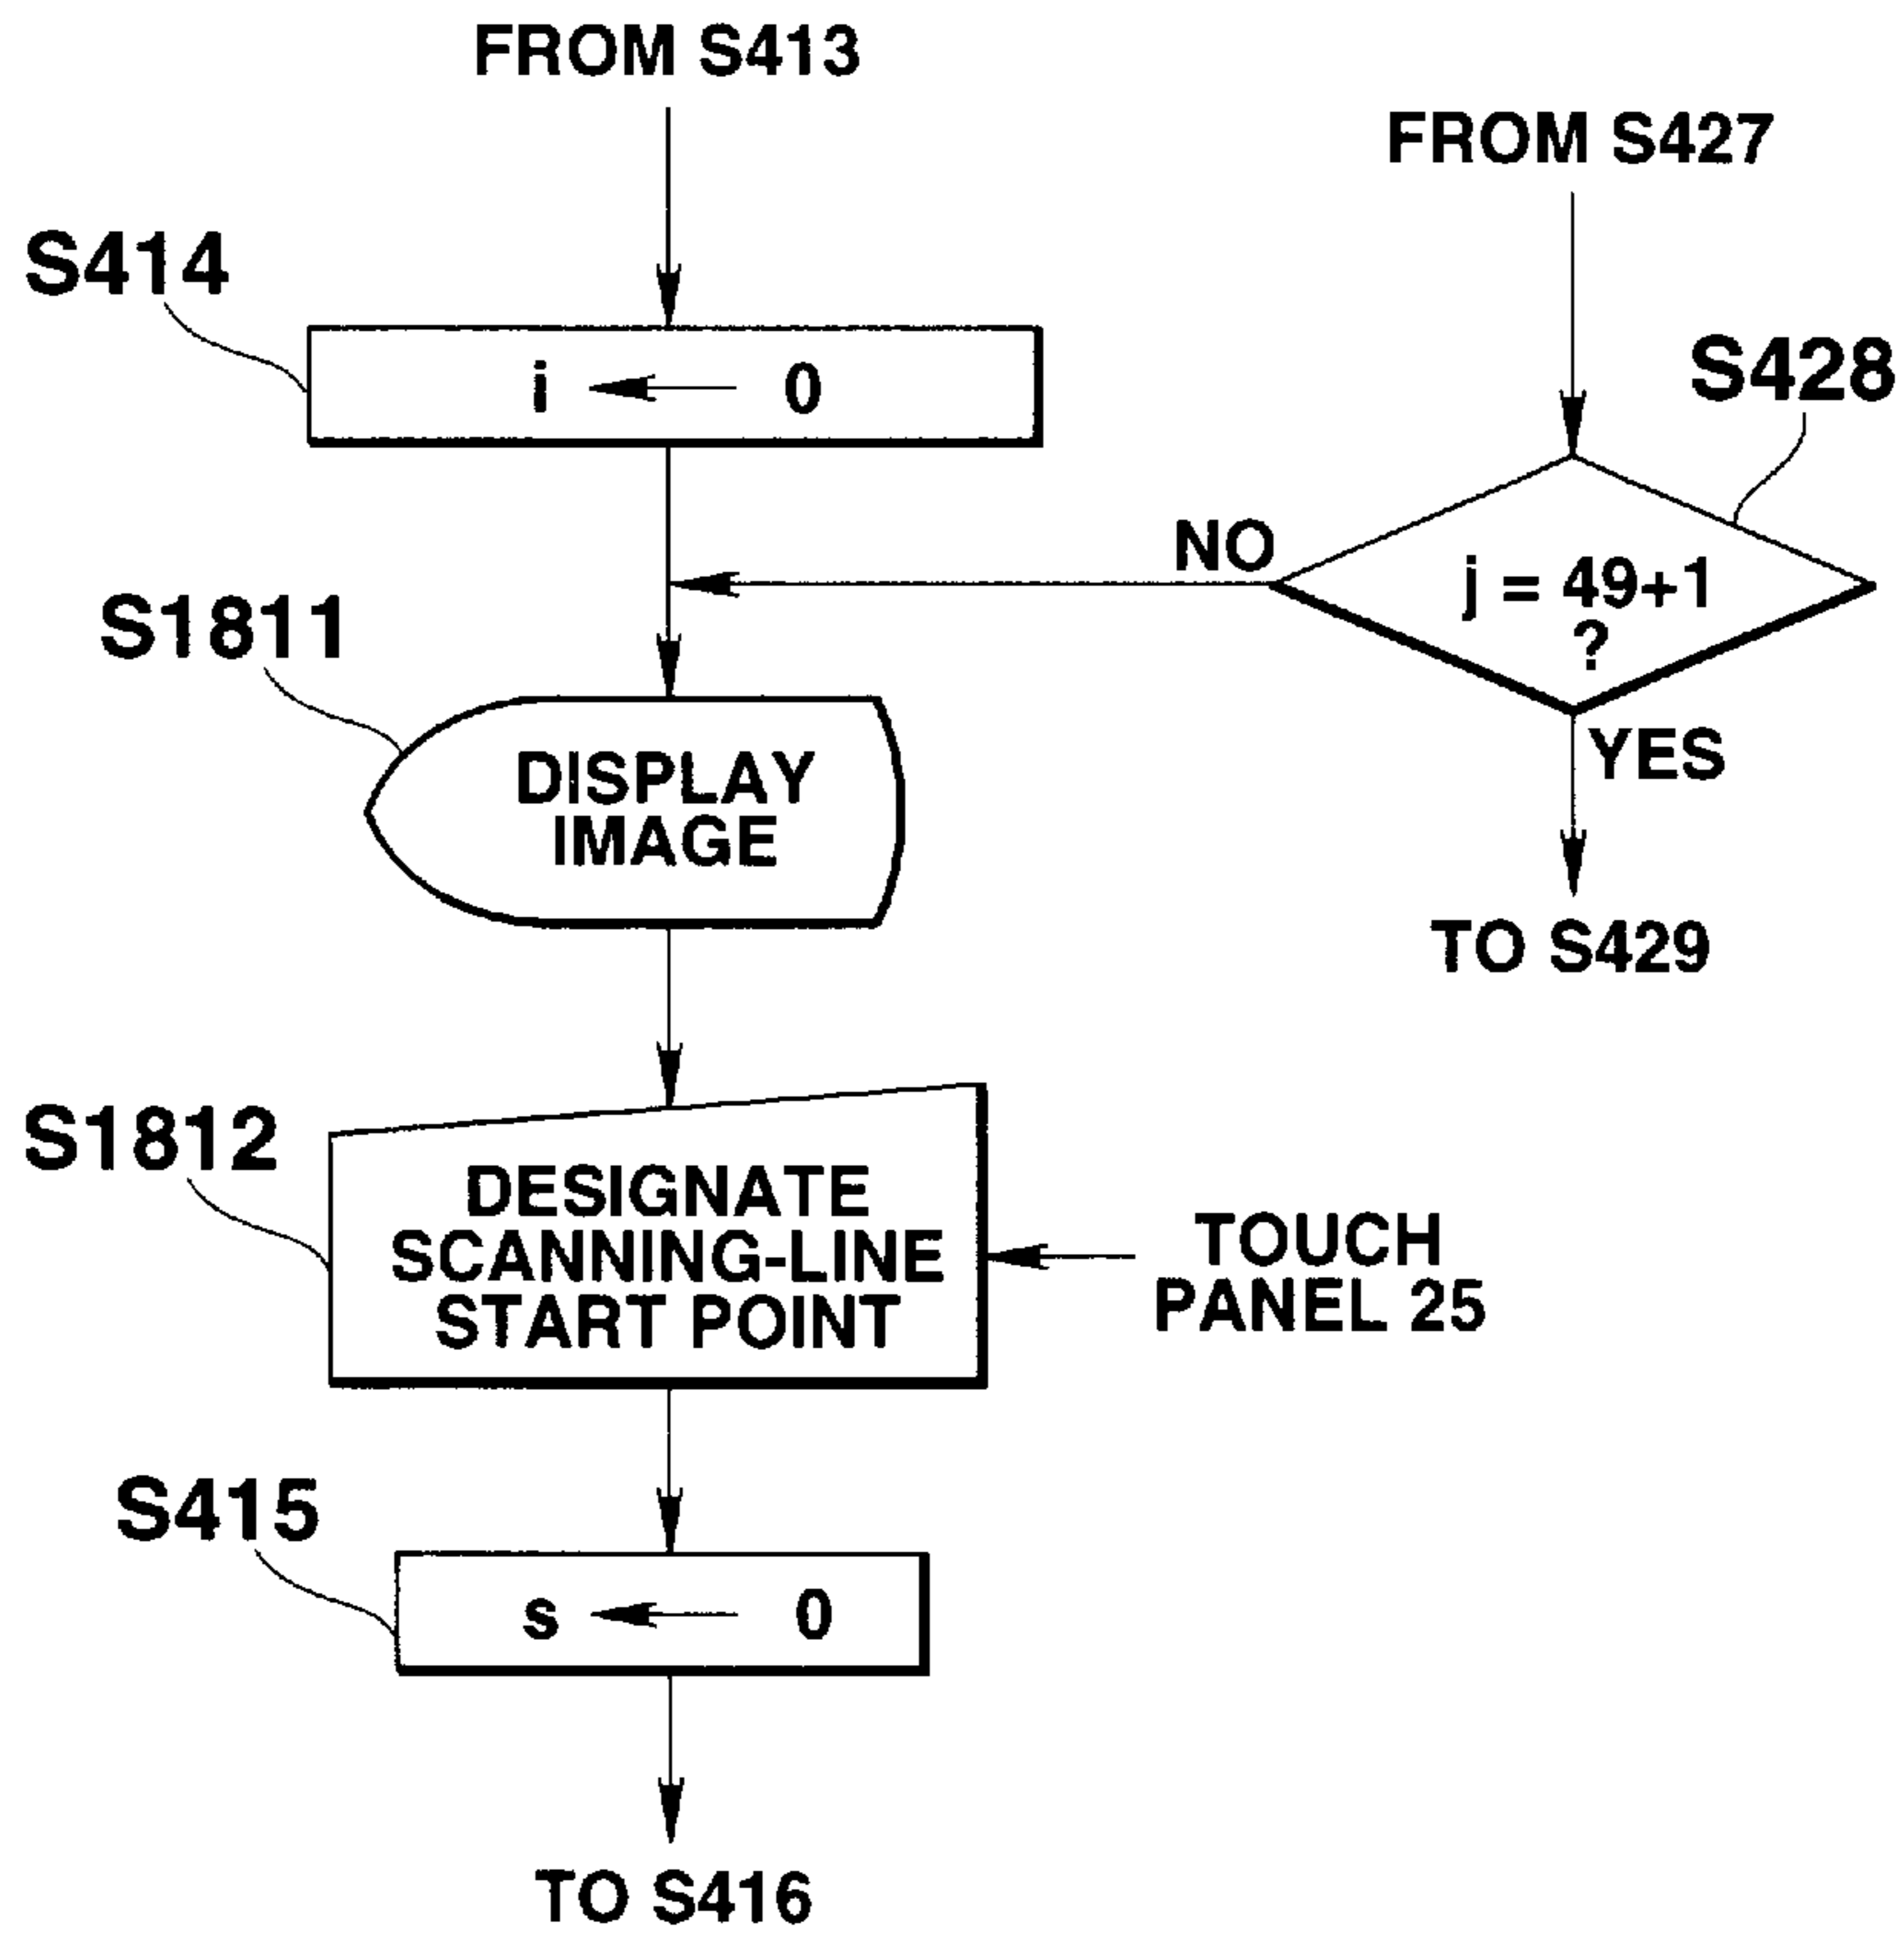 FROM S413
FROM S427
S414
i ← 0
S428
NO
j = 49+1
?
S1811
YES
DISPLAY
IMAGE
TO S429
S1812
DESIGNATE
SCANNING-LINE
START POINT
TOUCH
PANEL 25
S415
s ← 0
TO S416